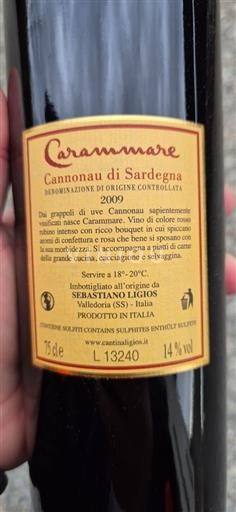 Carammare
Cannonau di Sardegna
DENOMINAZIONE DI ORIGINE CONTROLLATA
2009
Dai grappoli di uve Cannonau sapientemente
vinificati nasce Carammare. Vino di colore rosso
rubino intenso con ricco bouquet in cui spiccano
aromi di confettura e rosa che bene si sposano con
la sua morbidezza. Si accompagna a piatti di carne
della grande cucina, cacciagione e selvaggina.
Servire a 18°- 20°C.
Imbottigliato all'origine da
SEBASTIANO LIGIOS
Valledoria (SS) - Italia
PRODOTTO IN ITALIA
CONTIENE SOLFITI CONTAINS SULPHITES ENTHÖLT SULFITE
75 cl e L 13240 14 % vol
www.cantinaligios.it